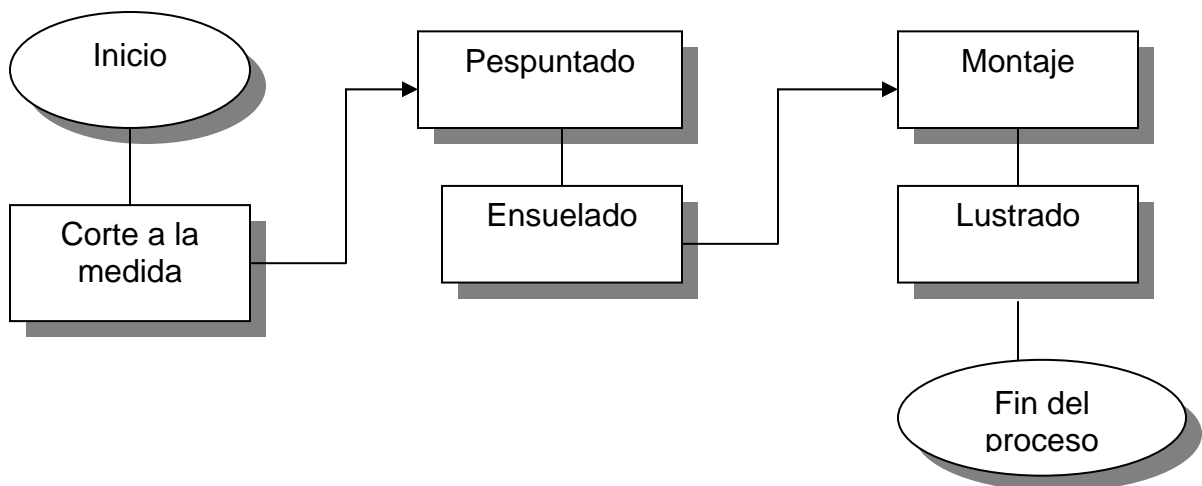 Inicio
Corte a la
medida
Pespuntado
Ensuelado
Montaje
Lustrado
Fin del
proceso